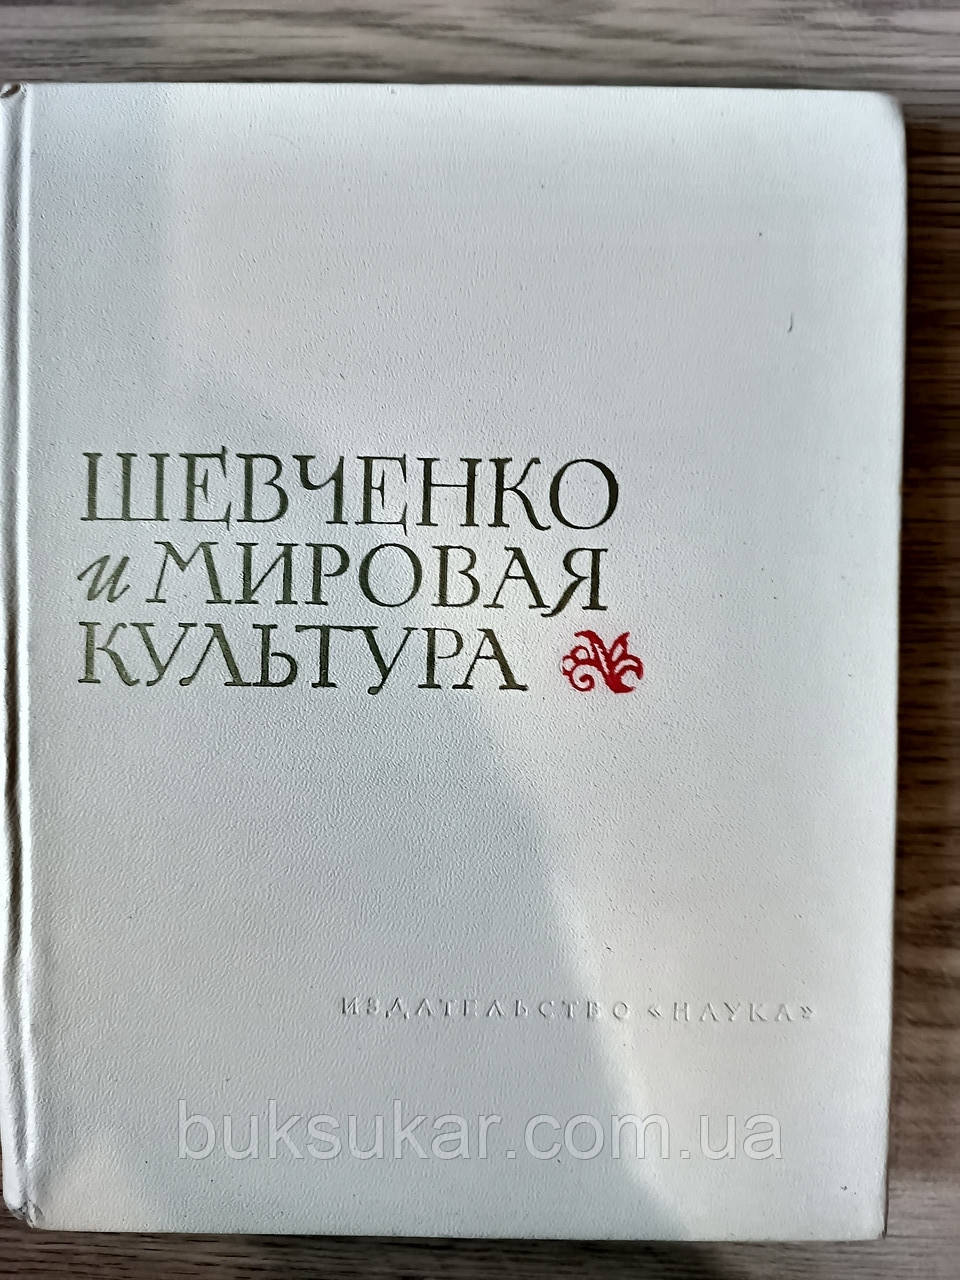 ШЕВЧЕНКО
и МИРОВАЯ
КУЛЬТУРА
ИЗДАТЕЛЬСТВО «НАУКА»
buksukar.com.ua